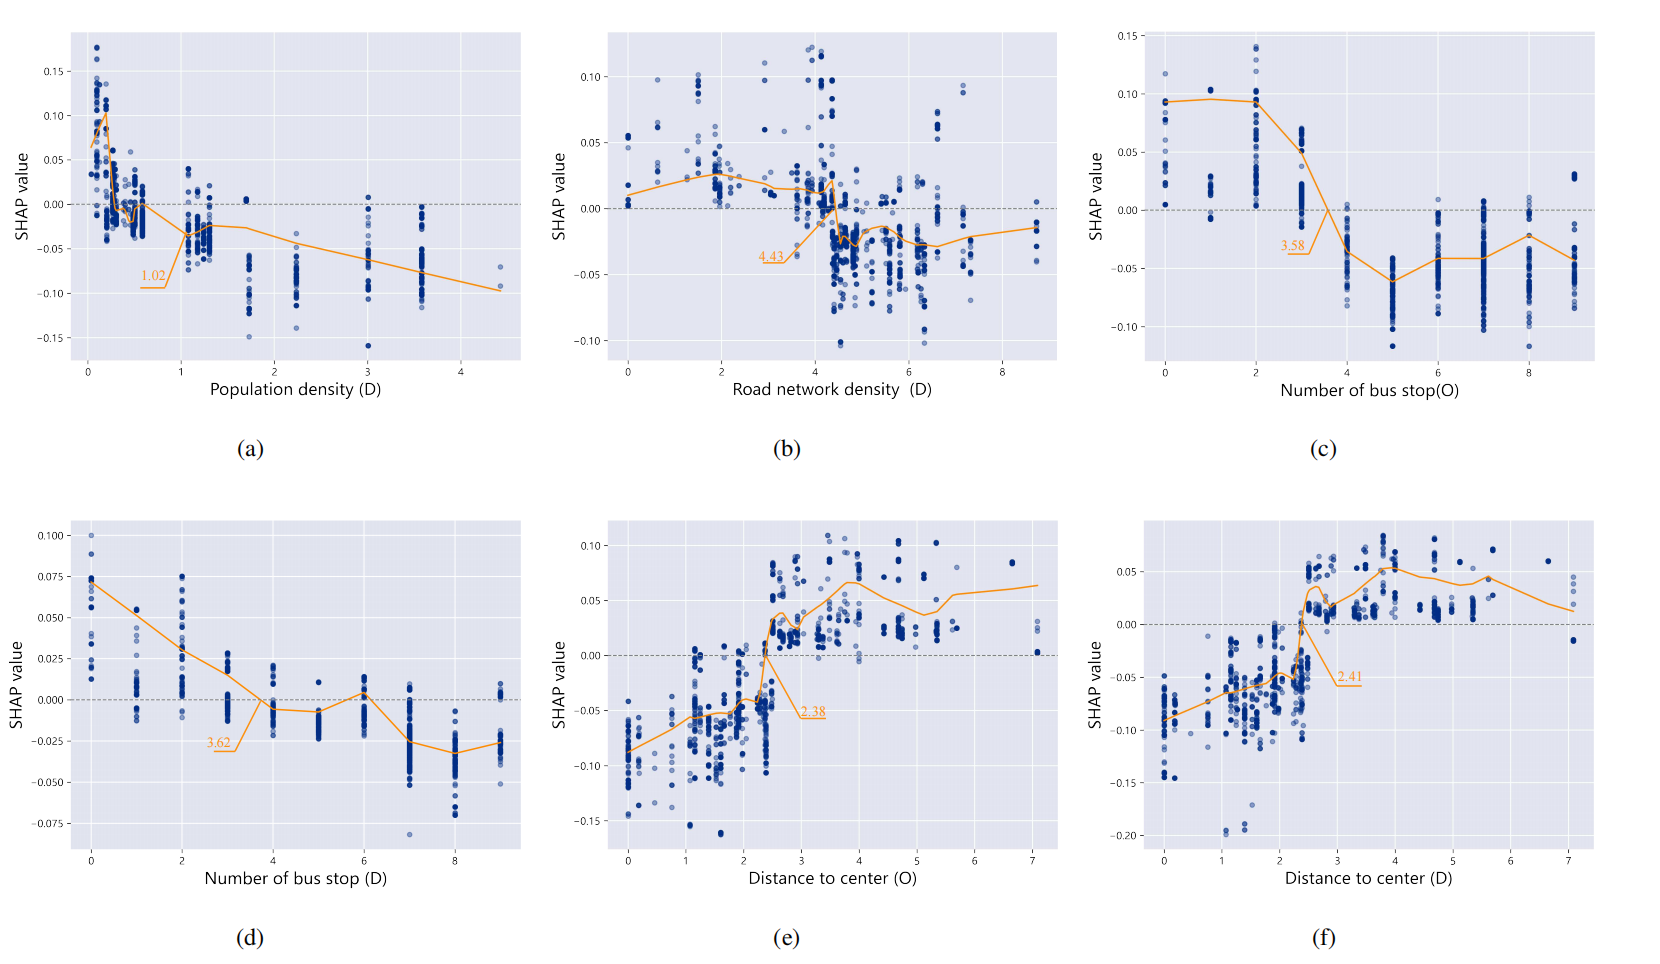 0.15
0.10
0.05
0.00
−0.05
−0.10
−0.15
SHAP value
1.02
0 1 2 3 4
Population density (D)
(a)
0.10
0.05
0.00
−0.05
−0.10
SHAP value
4.43
0 2 4 6 8
Road network density (D)
(b)
0.15
0.10
0.05
0.00
−0.05
−0.10
SHAP value
3.58
0 2 4 6 8
Number of bus stop(O)
(c)
0.100
0.075
0.050
0.025
0.000
−0.025
−0.050
−0.075
SHAP value
3.62
0 2 4 6 8
Number of bus stop (D)
(d)
0.10
0.05
0.00
−0.05
−0.10
−0.15
SHAP value
2.38
0 1 2 3 4 5 6 7
Distance to center (O)
(e)
0.05
0.00
−0.05
−0.10
−0.15
−0.20
SHAP value
2.41
0 1 2 3 4 5 6 7
Distance to center (D)
(f)